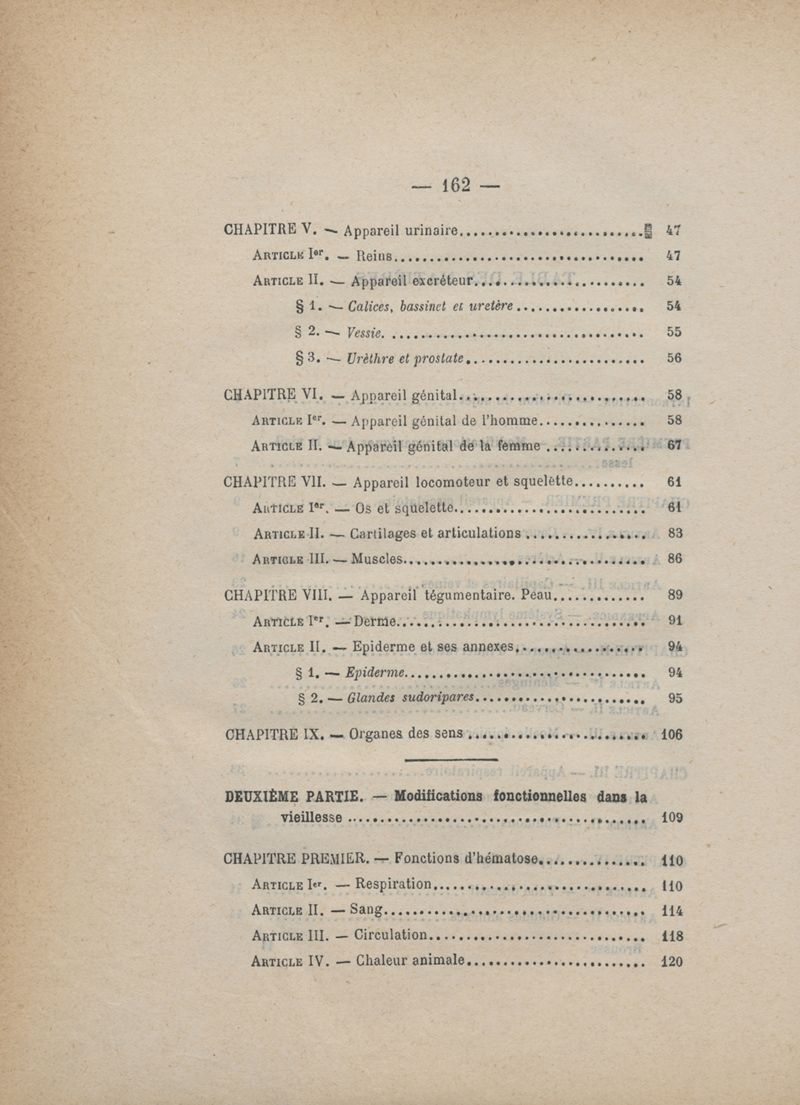 — 162 —
CHAPITRE V. — Appareil urinaire.......................... 47
ARTICLE Ier. — Reins.................................. 47
ARTICLE II. — Appareil excréteur........................ 54
§ 1. — Calices, bassinet et uretère.................. 54
§ 2. — Vessie. .................................. 55
§ 3. — Urèthre et prostate........................ 56
CHAPITRE VI. — Appareil génital.......................... 58
ARTICLE Ier. — Appareil génital de l'homme............... 58
ARTICLE II. — Appareil génital de la femme .............. 67
CHAPITRE VII. — Appareil locomoteur et squelette.......... 61
ARTICLE Ier. — Os et squelette........................... 61
ARTICLE II. — Cartilages et articulations ................. 83
ARTICLE III. — Muscles.................................. 86
CHAPITRE VIII. — Appareil tégumentaire. Peau............. 89
ARTICLE Ier. — Derme.................................. 91
ARTICLE II. — Epiderme et ses annexes.................. 94
§ 1. — Epiderme.................................. 94
§ 2. — Glandes sudoripares........................ 95
CHAPITRE IX. — Organes des sens ......................... 106
DEUXIÈME PARTIE. — Modifications fonctionnelles dans la
vieillesse ........................................ 109
CHAPITRE PREMIER. — Fonctions d'hématose............... 110
ARTICLE Ier. — Respiration.............................. 110
ARTICLE II. — Sang..................................... 114
ARTICLE III. — Circulation.............................. 118
ARTICLE IV. — Chaleur animale......................... 120